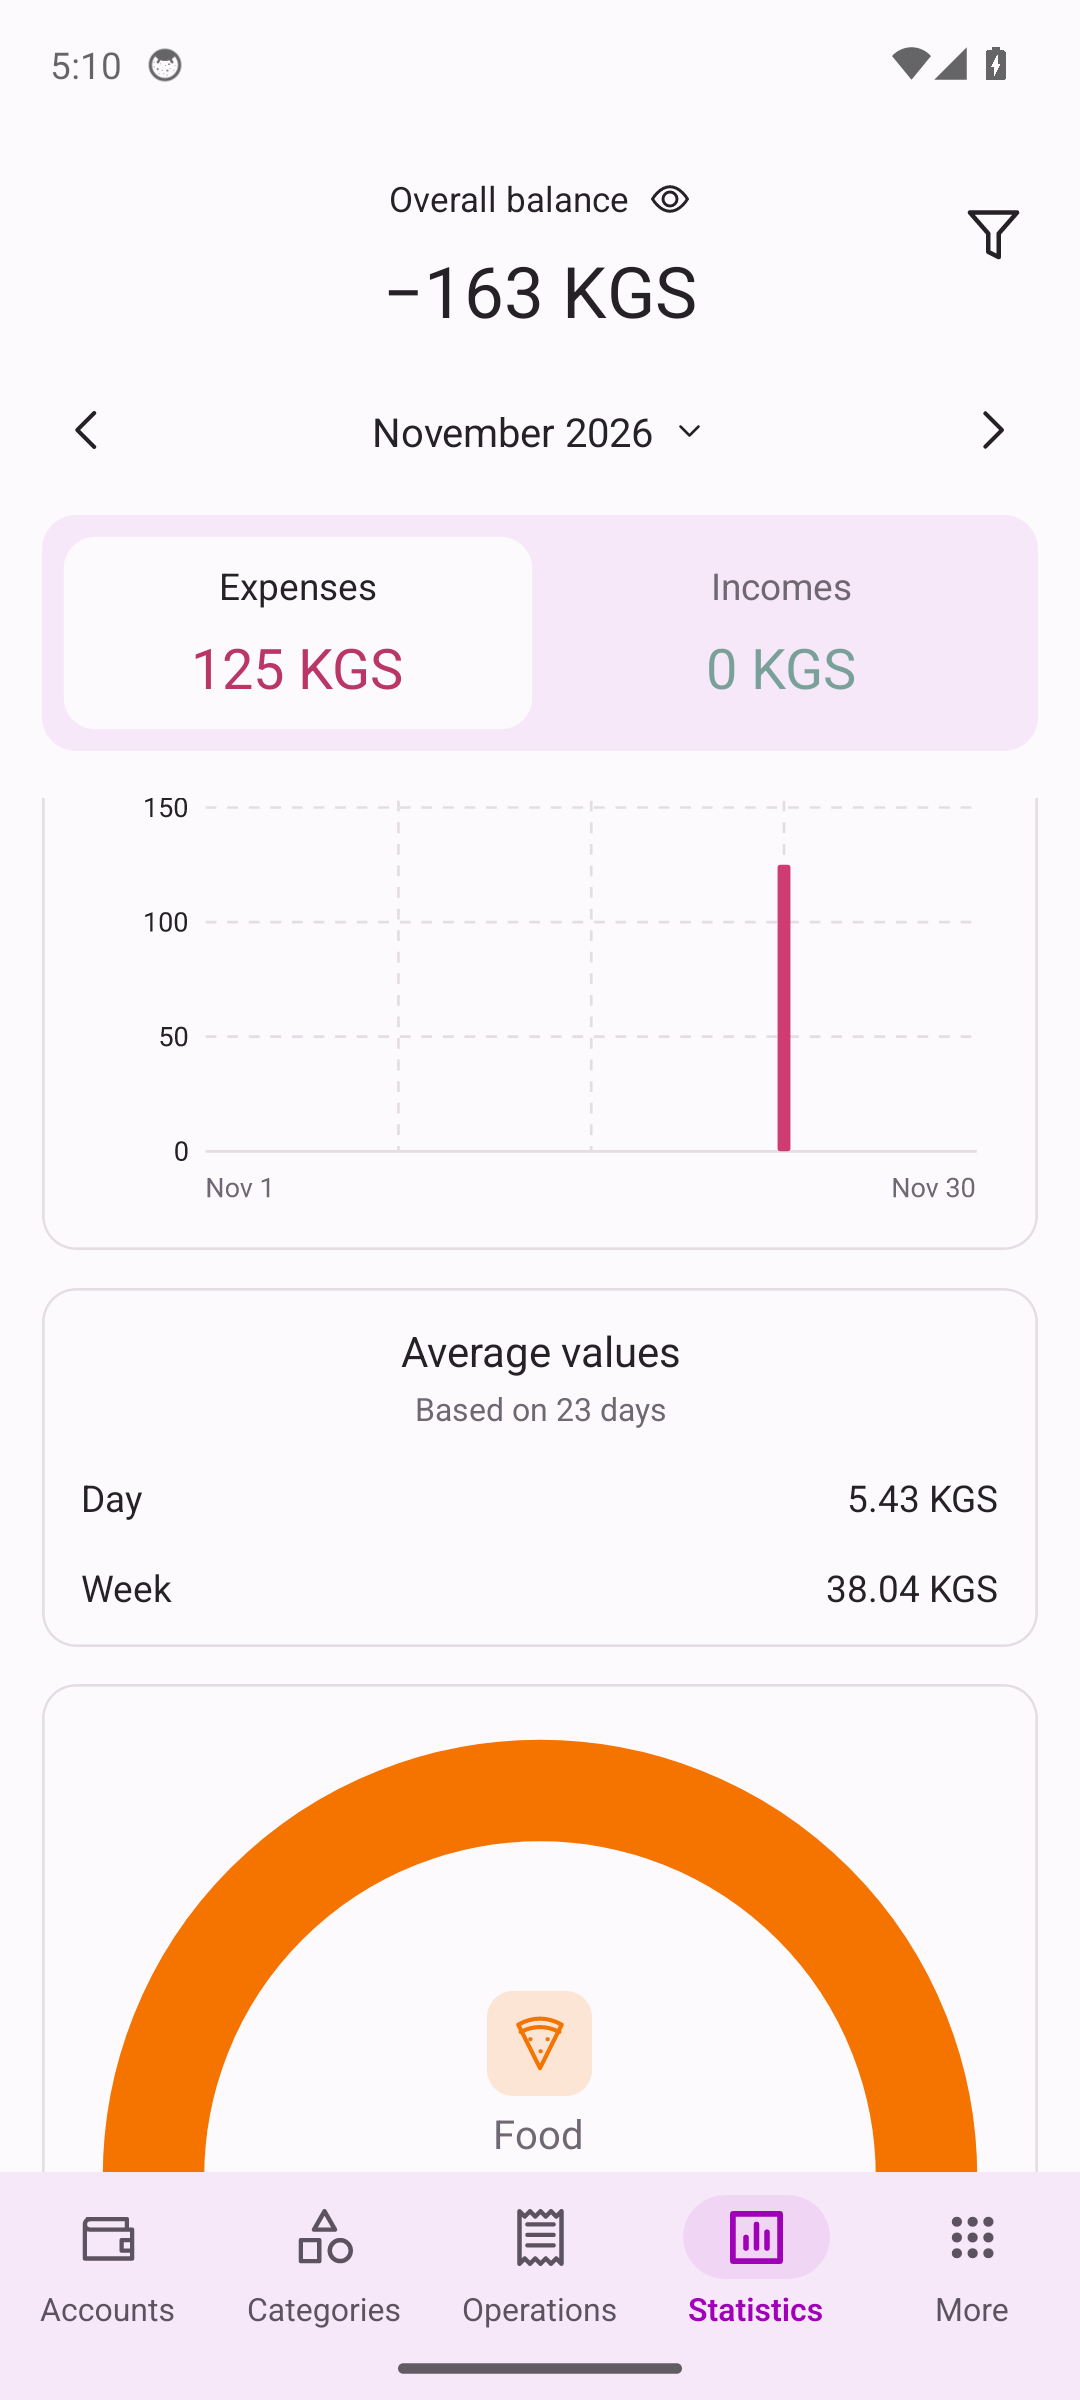 5:10
Overall balance
−163 KGS
November 2026
Expenses
Incomes
125 KGS
0 KGS
150
100
50
0
Nov 1
Nov 30
Average values
Based on 23 days
Day
5.43 KGS
Week
38.04 KGS
Food
Accounts
Categories
Operations
Statistics
More